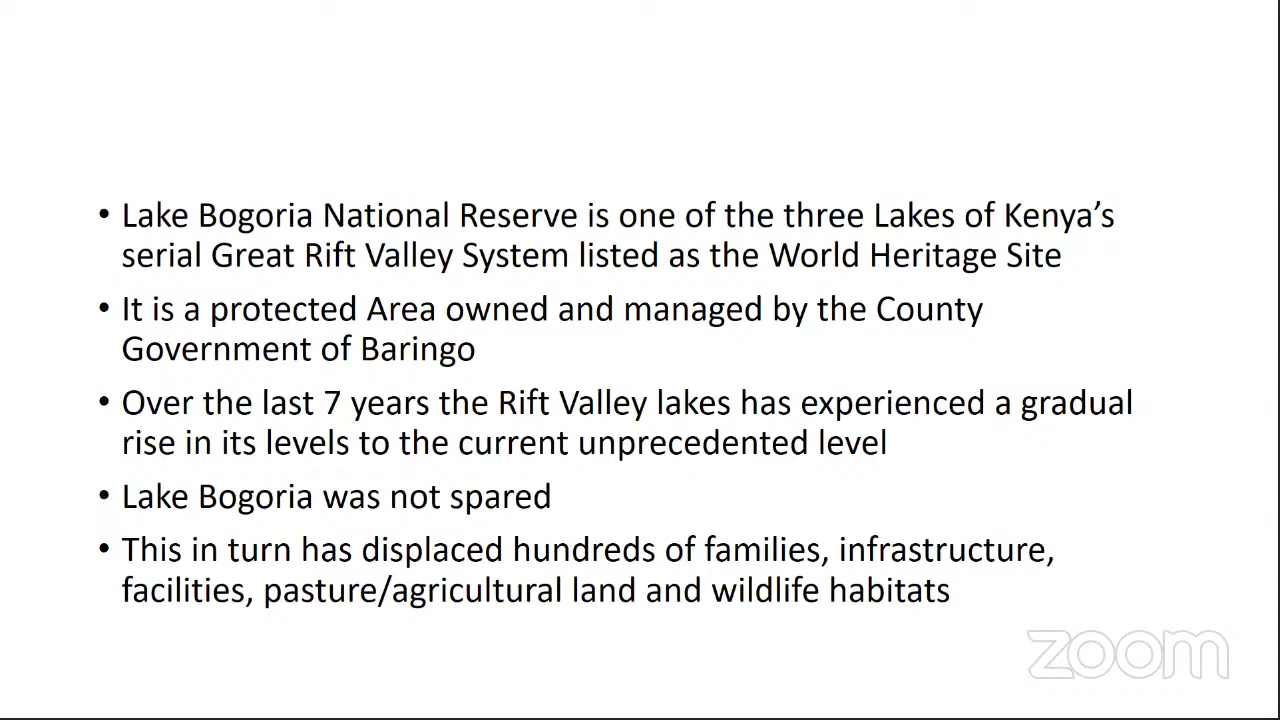 • Lake Bogoria National Reserve is one of the three Lakes of Kenya’s
serial Great Rift Valley System listed as the World Heritage Site
• It is a protected Area owned and managed by the County
Government of Baringo
• Over the last 7 years the Rift Valley lakes has experienced a gradual
rise in its levels to the current unprecedented level
• Lake Bogoria was not spared
• This in turn has displaced hundreds of families, infrastructure,
facilities, pasture/agricultural land and wildlife habitats
zoom